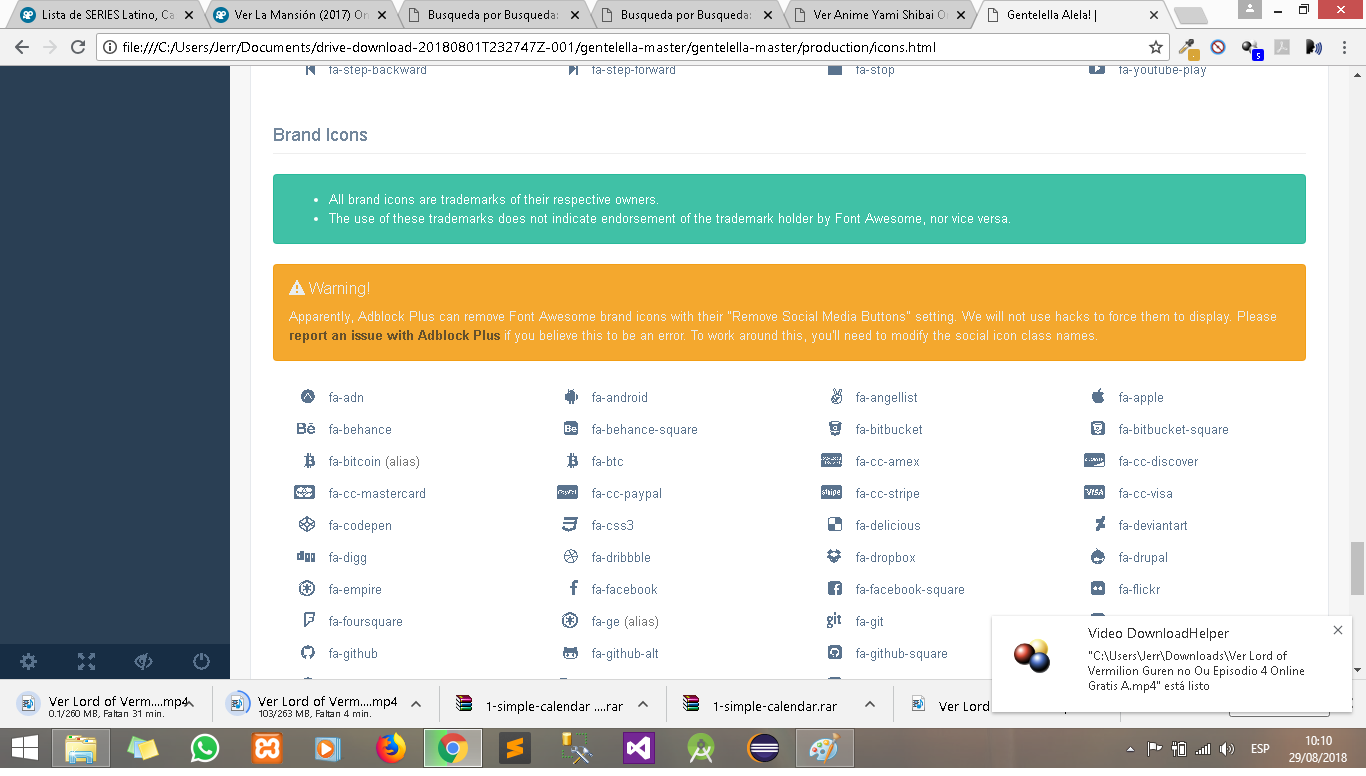 Lista de SERIES Latino, Ca
Ver La Mansión (2017) On
Busqueda por Busqueda:
Busqueda por Busqueda:
Ver Anime Yami Shibai O
Gentelella Alela! |
file:///C:/Users/Jerr/Documents/drive-download-20180801T232747Z-001/gentelella-master/gentelella-master/production/icons.html
fa-step-backward
fa-step-forward
fa-stop
fa-youtube-play
Brand Icons
All brand icons are trademarks of their respective owners.
The use of these trademarks does not indicate endorsement of the trademark holder by Font Awesome, nor vice versa.
Warning!
Apparently, Adblock Plus can remove Font Awesome brand icons with their "Remove Social Media Buttons" setting. We will not use hacks to force them to display. Please
report an issue with Adblock Plus if you believe this to be an error. To work around this, you'll need to modify the social icon class names.
fa-adn
fa-android
fa-angellist
fa-apple
fa-behance
fa-behance-square
fa-bitbucket
fa-bitbucket-square
fa-bitcoin (alias)
fa-btc
fa-cc-amex
fa-cc-discover
fa-cc-mastercard
fa-cc-paypal
fa-cc-stripe
fa-cc-visa
fa-codepen
fa-css3
fa-delicious
fa-deviantart
fa-digg
fa-dribbble
fa-dropbox
fa-drupal
fa-empire
fa-facebook
fa-facebook-square
fa-flickr
fa-foursquare
fa-ge (alias)
fa-git
fa-github
fa-github-alt
fa-github-square
Video DownloadHelper
"C:\Users\Jerr\Downloads\Ver Lord of
Vermilion Guren no Ou Episodio 4 Online
Gratis A.mp4" está listo
Ver Lord of Verm....mp4
0.1/260 MB, Faltan 31 min.
Ver Lord of Verm....mp4
103/263 MB, Faltan 4 min.
1-simple-calendar ....rar
1-simple-calendar.rar
Ver Lord
ESP
10:10
29/08/2018